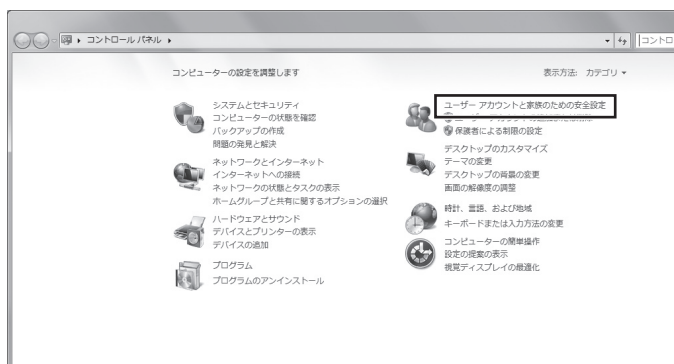 コントロール パネル
コントロ
コンピューターの設定を調整します
表示方法: カテゴリ
システムとセキュリティ
コンピューターの状態を確認
バックアップの作成
問題の発見と解決
ネットワークとインターネット
インターネットへの接続
ネットワークの状態とタスクの表示
ホームグループと共有に関するオプションの選択
ハードウェアとサウンド
デバイスとプリンターの表示
デバイスの追加
プログラム
プログラムのアンインストール
ユーザー アカウントと家族のための安全設定
保護者による制限の設定
デスクトップのカスタマイズ
テーマの変更
デスクトップの背景の変更
画面の解像度の調整
時計、言語、および地域
キーボードまたは入力方法の変更
コンピューターの簡単操作
設定の提案の表示
視覚ディスプレイの最適化